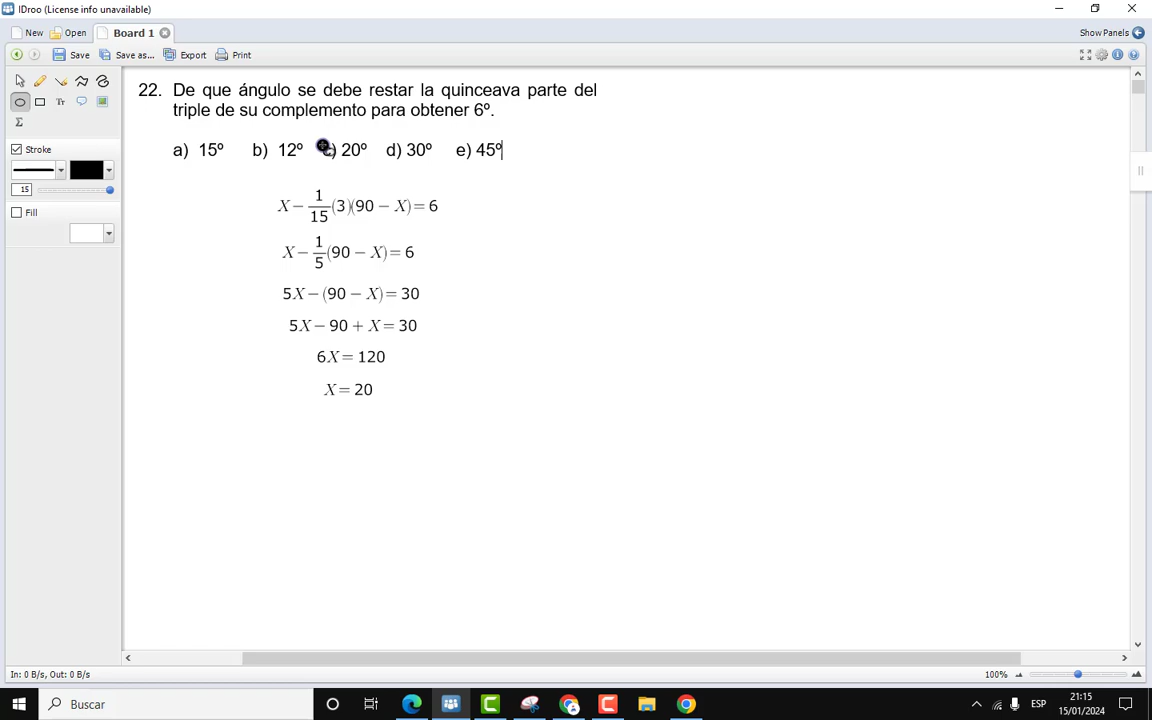 IDroo (License info unavailable)
New Open Board 1 Show Panels
Save Save as... Export Print
22. De que ángulo se debe restar la quinceava parte del
triple de su complemento para obtener 6º.
a) 15º b) 12º c) 20º d) 30º e) 45º
Tr
Σ
Stroke
15
Fill
X − 1/15 (3)(90 − X) = 6
X − 1/5 (90 − X) = 6
5X − (90 − X) = 30
5X − 90 + X = 30
6X = 120
X = 20
In: 0 B/s, Out: 0 B/s 100%
Buscar ESP 21:15
15/01/2024